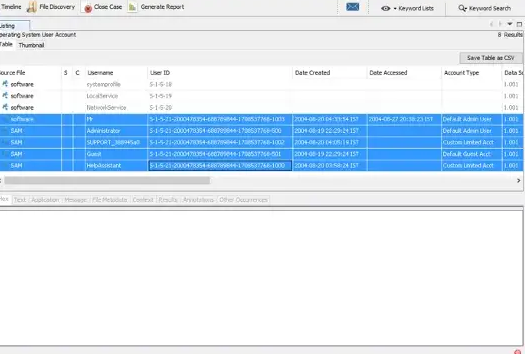 Timeline File Discovery Close Case Generate Report Keyword Lists Keyword Search
Listing
Operating System User Account 8 Results
Table Thumbnail
Save Table as CSV
Source File S C Username User ID Date Created Date Accessed Account Type Data So
software systemprofile S-1-5-18 1.001
software LocalService S-1-5-19 1.001
software NetworkService S-1-5-20 1.001
software Mr S-1-5-21-2000478354-688789844-1708537768-1003 2004-08-20 04:33:54 IST 2004-08-27 20:38:23 IST Default Admin User 1.001
SAM Administrator S-1-5-21-2000478354-688789844-1708537768-500 2004-08-19 22:29:24 IST Default Admin User 1.001
SAM SUPPORT_388945a0 S-1-5-21-2000478354-688789844-1708537768-1002 2004-08-20 04:05:35 IST Custom Limited Acct 1.001
SAM Guest S-1-5-21-2000478354-688789844-1708537768-501 2004-08-19 22:29:24 IST Default Guest Acct 1.001
SAM HelpAssistant S-1-5-21-2000478354-688789844-1708537768-1000 2004-08-20 03:58:24 IST Custom Limited Acct 1.001
Hex Text Application Message File Metadata Context Results Annotations Other Occurrences